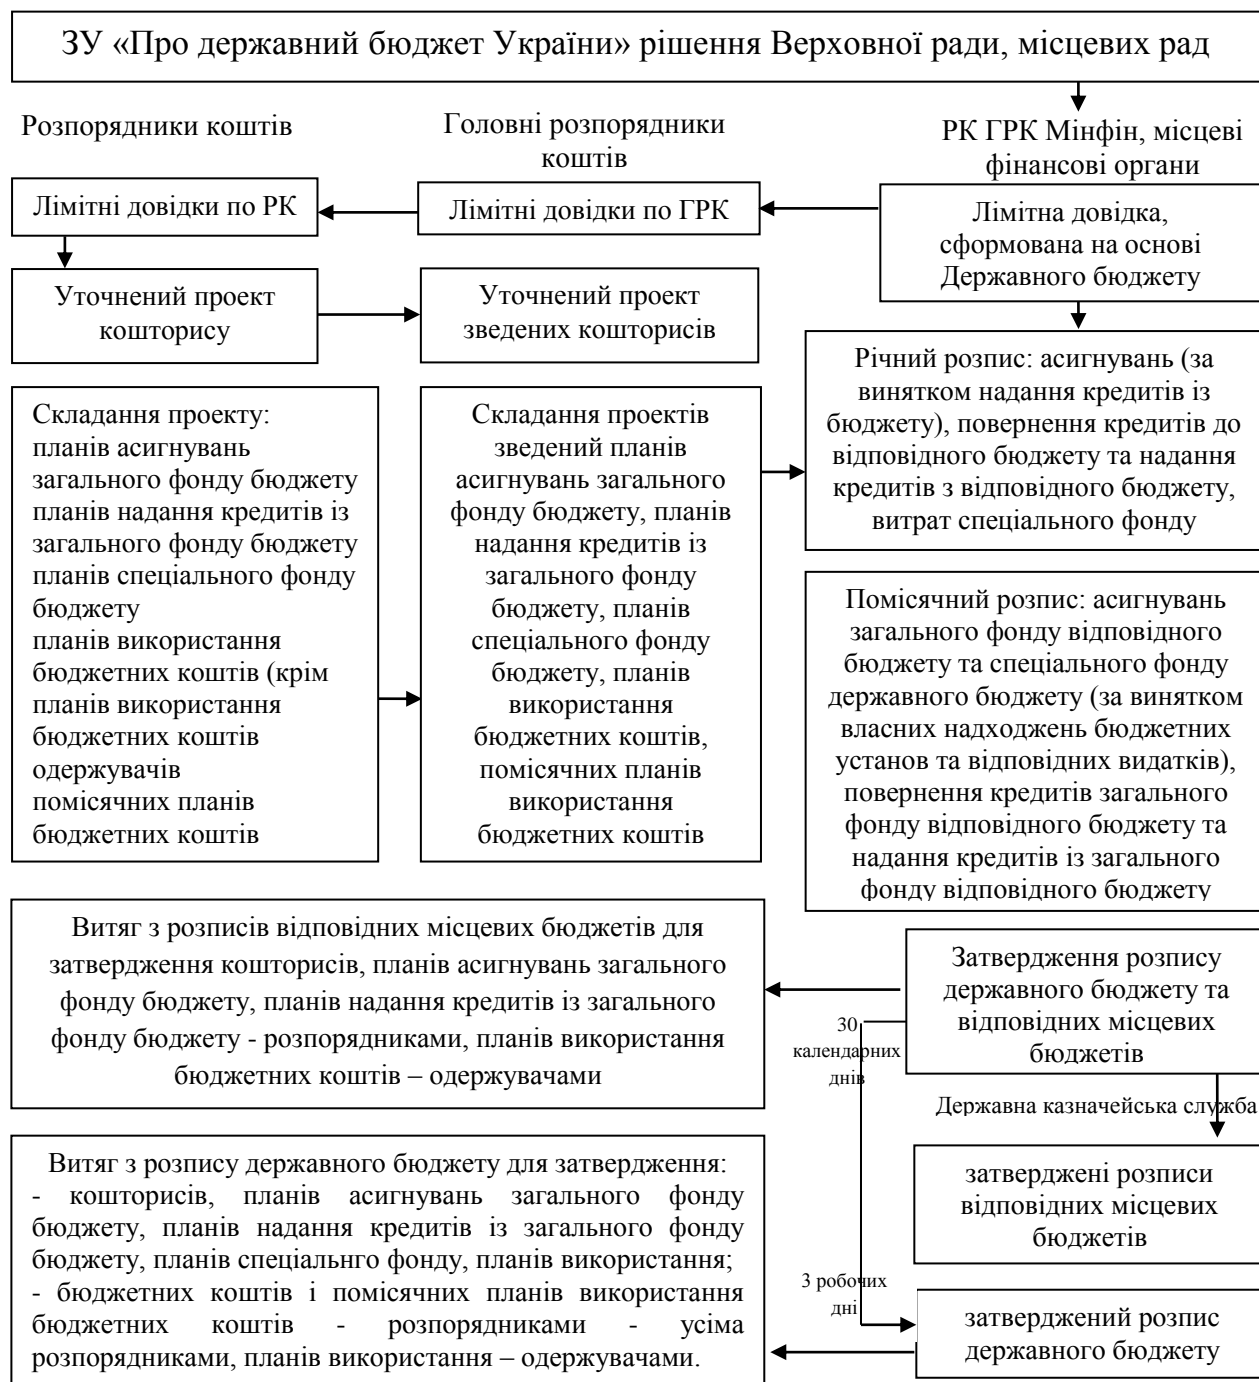 ЗУ «Про державний бюджет України» рішення Верховної ради, місцевих рад
Розпорядники коштів
Головні розпорядники
коштів
РК ГРК Мінфін, місцеві
фінансові органи
Лімітні довідки по РК
Лімітні довідки по ГРК
Лімітна довідка,
сформована на основі
Державного бюджету
Уточнений проект
кошторису
Уточнений проект
зведених кошторисів
Річний розпис: асигнувань (за
винятком надання кредитів із
бюджету), повернення кредитів до
відповідного бюджету та надання
кредитів з відповідного бюджету,
витрат спеціального фонду
Складання проекту:
планів асигнувань
загального фонду бюджету
планів надання кредитів із
загального фонду бюджету
планів спеціального фонду
бюджету
планів використання
бюджетних коштів (крім
планів використання
бюджетних коштів
одержувачів
помісячних планів
бюджетних коштів
Складання проектів
зведений планів
асигнувань загального
фонду бюджету, планів
надання кредитів із
загального фонду
бюджету, планів
спеціального фонду
бюджету, планів
використання
бюджетних коштів,
помісячних планів
використання
бюджетних коштів
Помісячний розпис: асигнувань
загального фонду відповідного
бюджету та спеціального фонду
державного бюджету (за винятком
власних надходжень бюджетних
установ та відповідних видатків),
повернення кредитів загального
фонду відповідного бюджету та
надання кредитів із загального
фонду відповідного бюджету
Витяг з розписів відповідних місцевих бюджетів для
затвердження кошторисів, планів асигнувань загального
фонду бюджету, планів надання кредитів із загального
фонду бюджету - розпорядниками, планів використання
бюджетних коштів – одержувачами
Затвердження розпису
державного бюджету та
відповідних місцевих
бюджетів
30
календарних
днів
Державна казначейська служба
Витяг з розпису державного бюджету для затвердження:
- кошторисів, планів асигнувань загального фонду
бюджету, планів надання кредитів із загального фонду
бюджету, планів спеціальнго фонду, планів використання;
- бюджетних коштів і помісячних планів використання
бюджетних коштів - розпорядниками - усіма
розпорядниками, планів використання – одержувачами.
затверджені розписи
відповідних місцевих
бюджетів
3 робочих
дні
затверджений розпис
державного бюджету